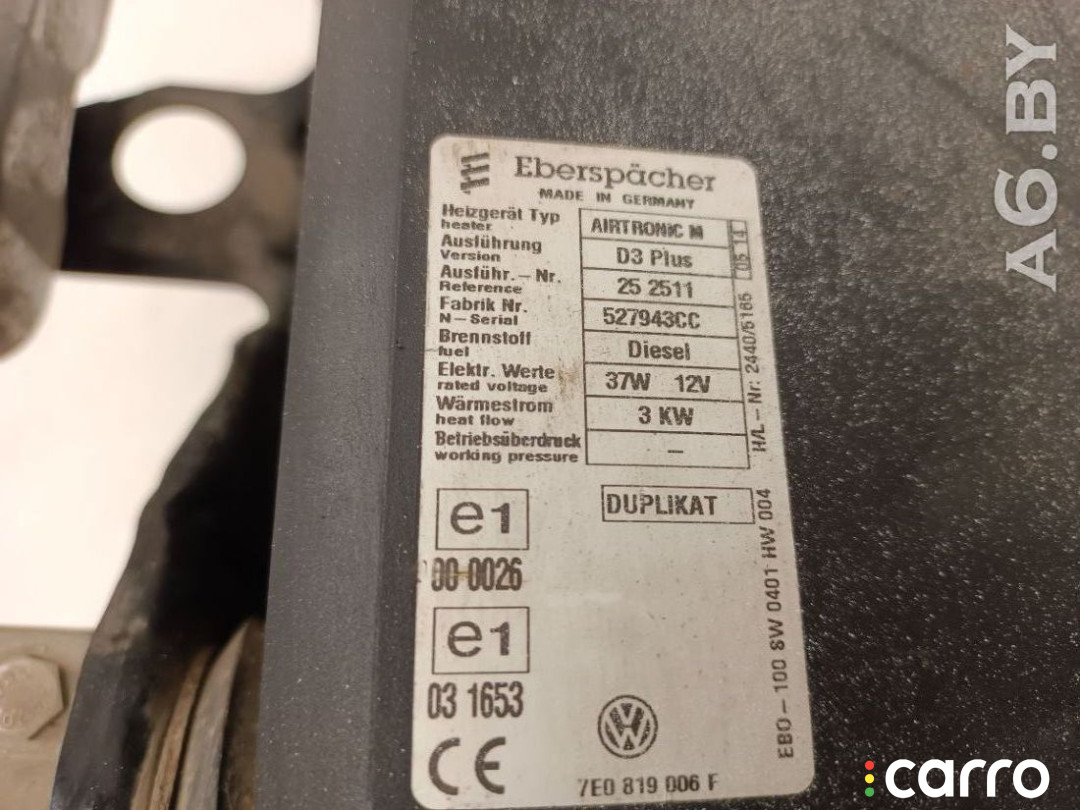 Eberspächer
MADE IN GERMANY
Heizgerät Typ
heater
AIRTRONIC M
05 14
Ausführung
Version
D3 Plus
Ausführ. - Nr.
Reference
25 2511
Fabrik Nr.
N-Serial
527943CC
Brennstoff
fuel
Diesel
Elektr. Werte
rated voltage
37W 12V
Wärmestrom
heat flow
3 KW
Betriebsüberdruck
working pressure
–
H/L - Nr: 2440/5165
DUPLIKAT
e1
00 0026
e1
03 1653
CE
7E0 819 006 F
EBO - 100 SW 0401 HW 004
A6.BY
carro